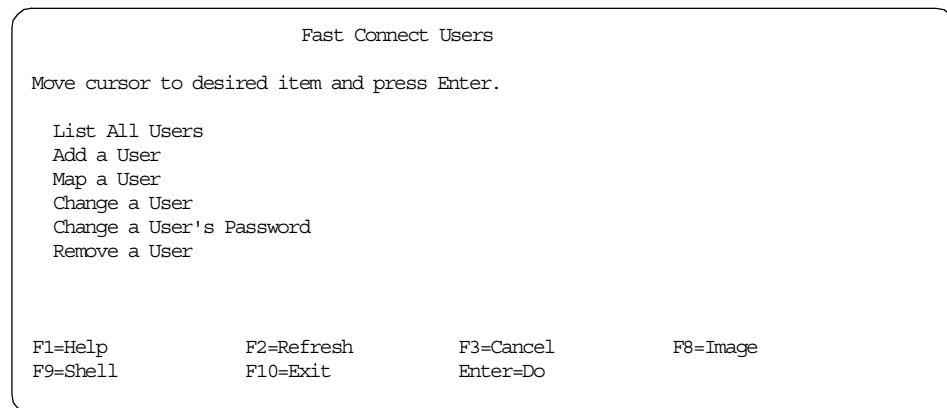 Fast Connect Users
Move cursor to desired item and press Enter.
List All Users
Add a User
Map a User
Change a User
Change a User's Password
Remove a User
F1=Help F2=Refresh F3=Cancel F8=Image
F9=Shell F10=Exit Enter=Do